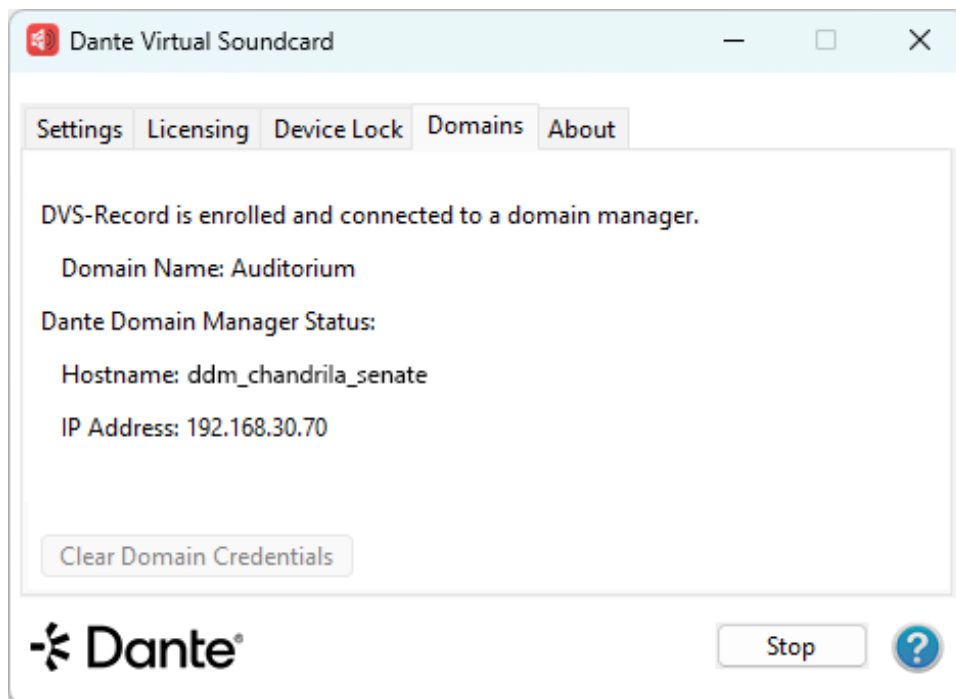 Dante Virtual Soundcard
Settings Licensing Device Lock Domains About
DVS-Record is enrolled and connected to a domain manager.
Domain Name: Auditorium
Dante Domain Manager Status:
Hostname: ddm_chandrila_senate
IP Address: 192.168.30.70
Clear Domain Credentials
Dante® Stop ?